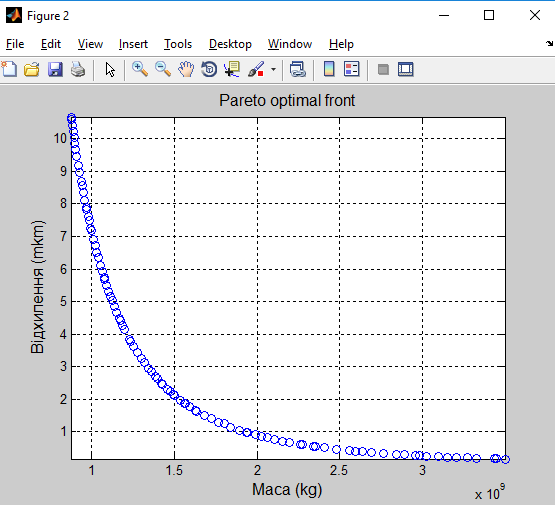 Figure 2
File Edit View Insert Tools Desktop Window Help
Pareto optimal front
10
9
8
7
6
5
4
3
2
1
Відхипення (mkm)
1 1.5 2 2.5 3
Маса (kg)
x 10^9